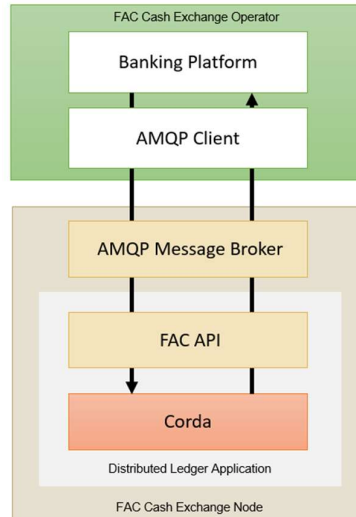 FAC Cash Exchange Operator
Banking Platform
AMQP Client
AMQP Message Broker
FAC API
Corda
Distributed Ledger Application
FAC Cash Exchange Node